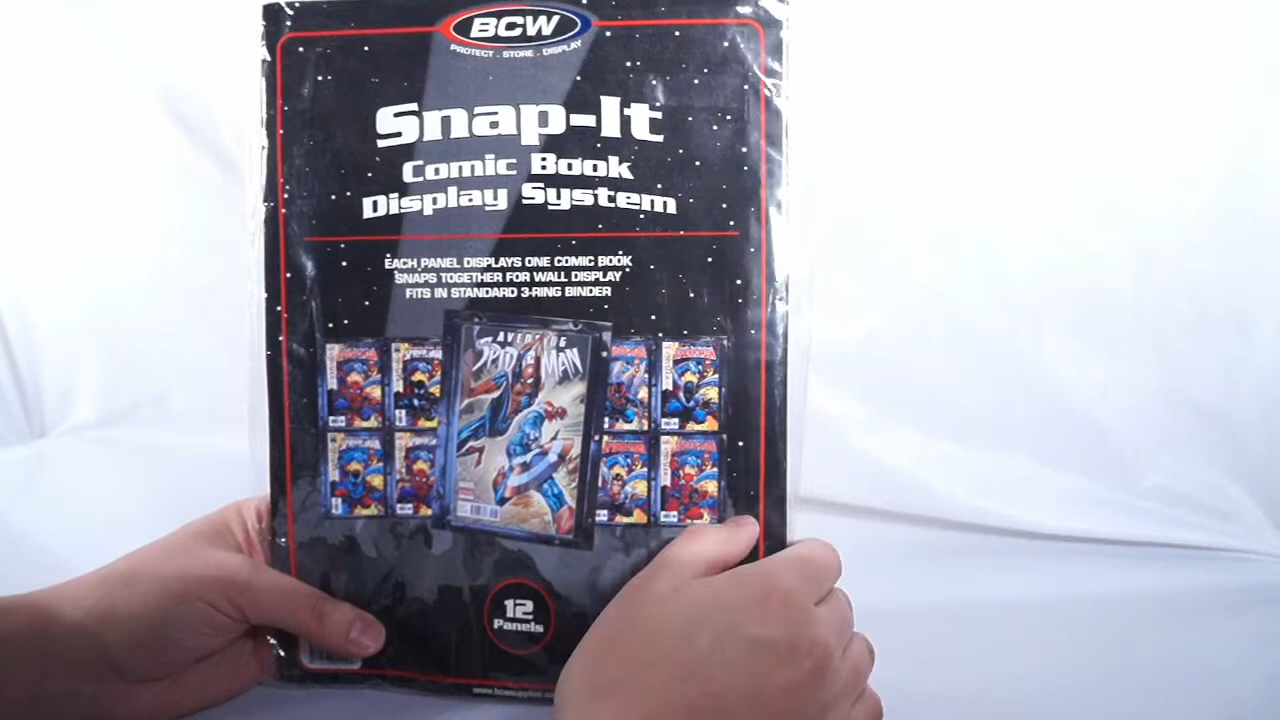 BCW
PROTECT . STORE . DISPLAY
Snap-It
Comic Book
Display System
EACH PANEL DISPLAYS ONE COMIC BOOK
SNAPS TOGETHER FOR WALL DISPLAY
FITS IN STANDARD 3-RING BINDER
SPIDER-MAN
12
Panels